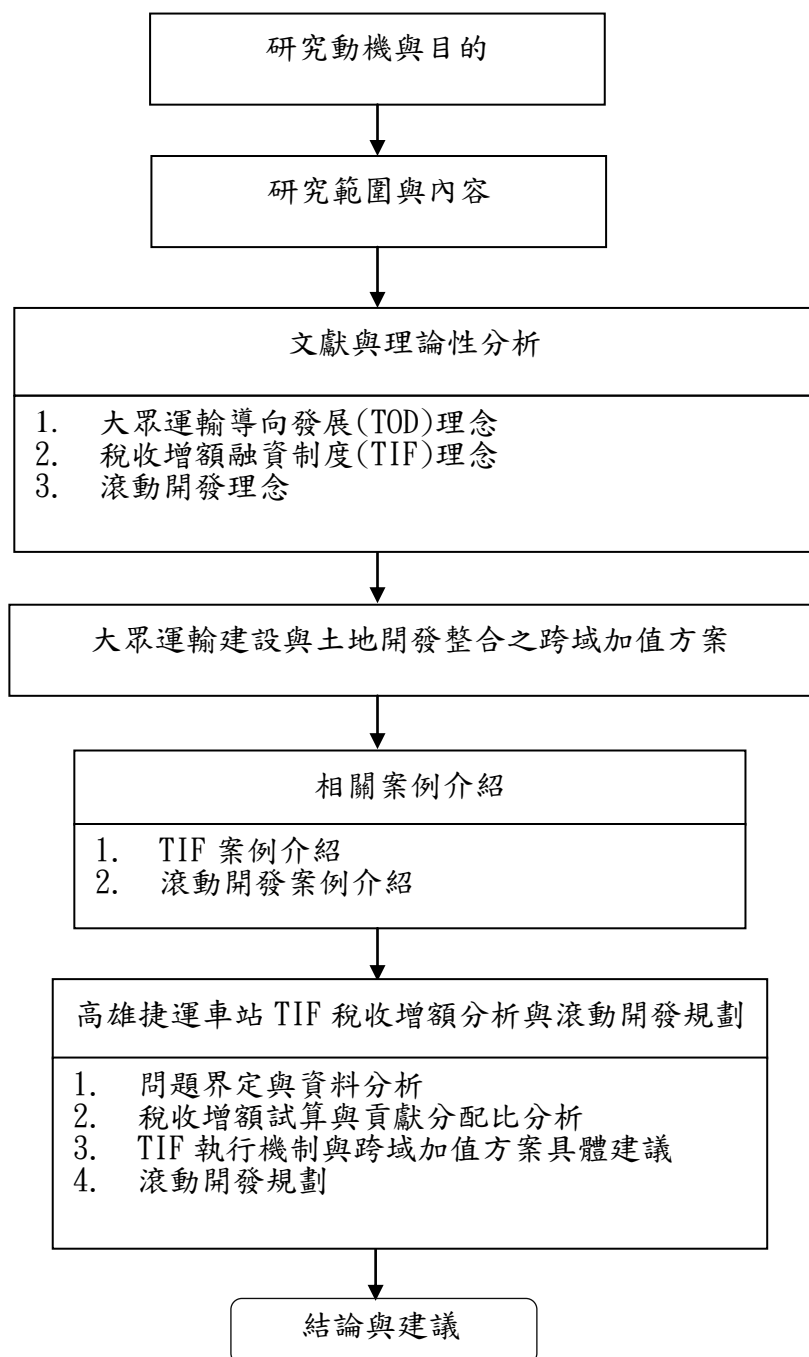 研究動機與目的
研究範圍與內容
文獻與理論性分析
1. 大眾運輸導向發展(TOD)理念
2. 稅收增額融資制度(TIF)理念
3. 滾動開發理念
大眾運輸建設與土地開發整合之跨域加值方案
相關案例介紹
1. TIF 案例介紹
2. 滾動開發案例介紹
高雄捷運車站 TIF 稅收增額分析與滾動開發規劃
1. 問題界定與資料分析
2. 稅收增額試算與貢獻分配比分析
3. TIF 執行機制與跨域加值方案具體建議
4. 滾動開發規劃
結論與建議